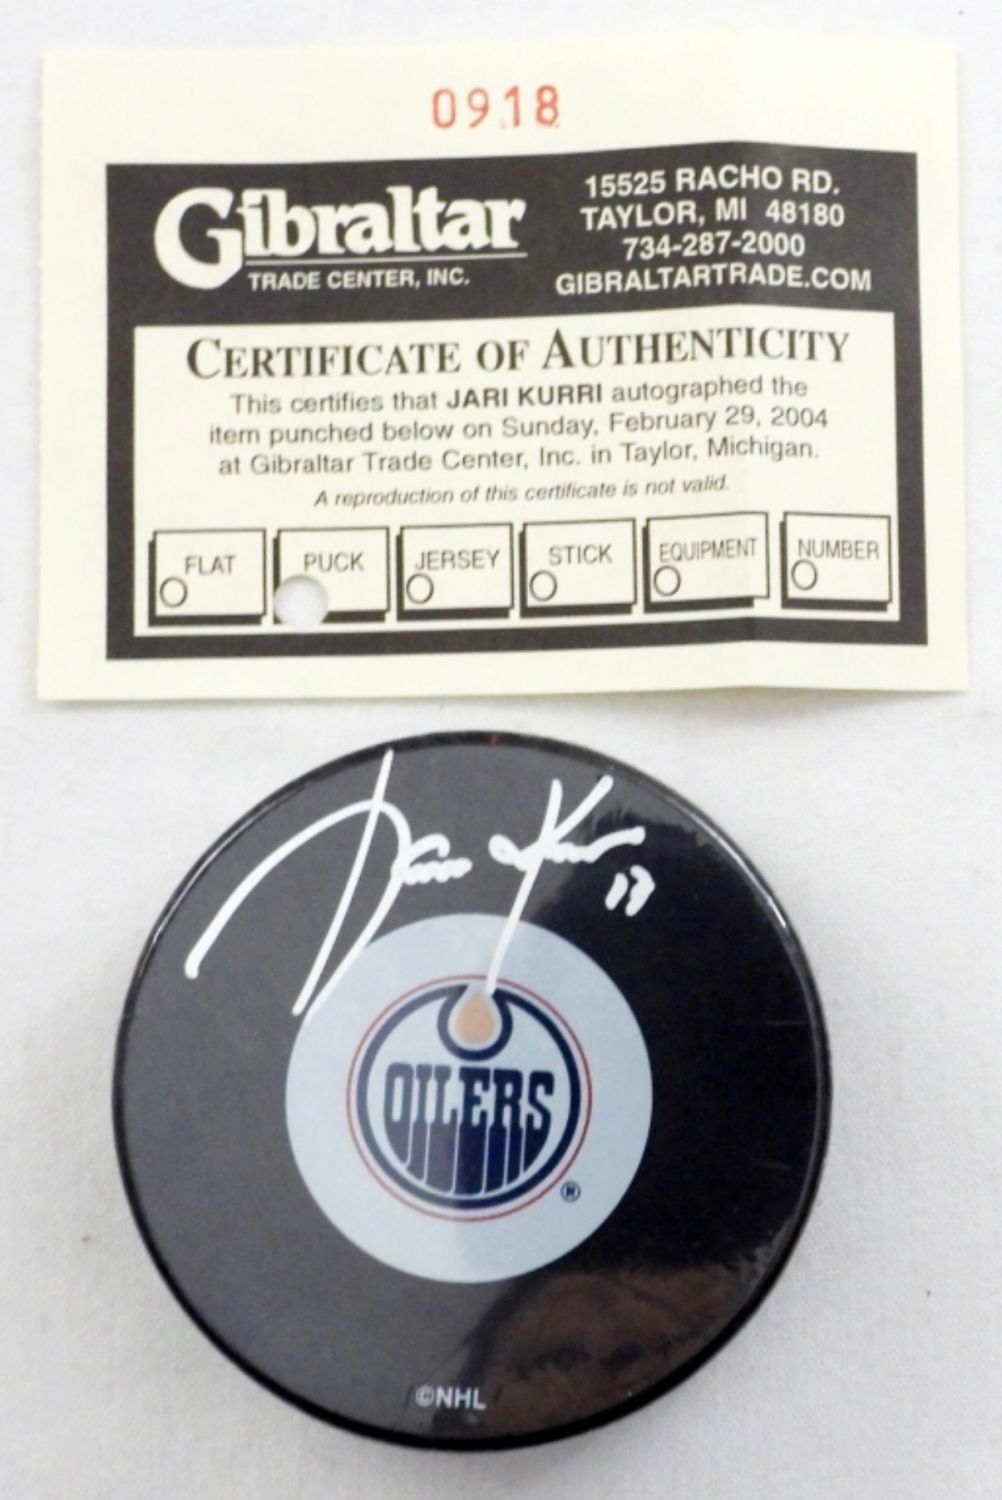 0918
Gibraltar
TRADE CENTER, INC.
15525 RACHO RD.
TAYLOR, MI 48180
734-287-2000
GIBRALTARTRADE.COM
CERTIFICATE OF AUTHENTICITY
This certifies that JARI KURRI autographed the
item punched below on Sunday, February 29, 2004
at Gibraltar Trade Center, Inc. in Taylor, Michigan.
A reproduction of this certificate is not valid.
FLAT PUCK JERSEY STICK EQUIPMENT NUMBER
Jari Kurri 17
OILERS
®
©NHL